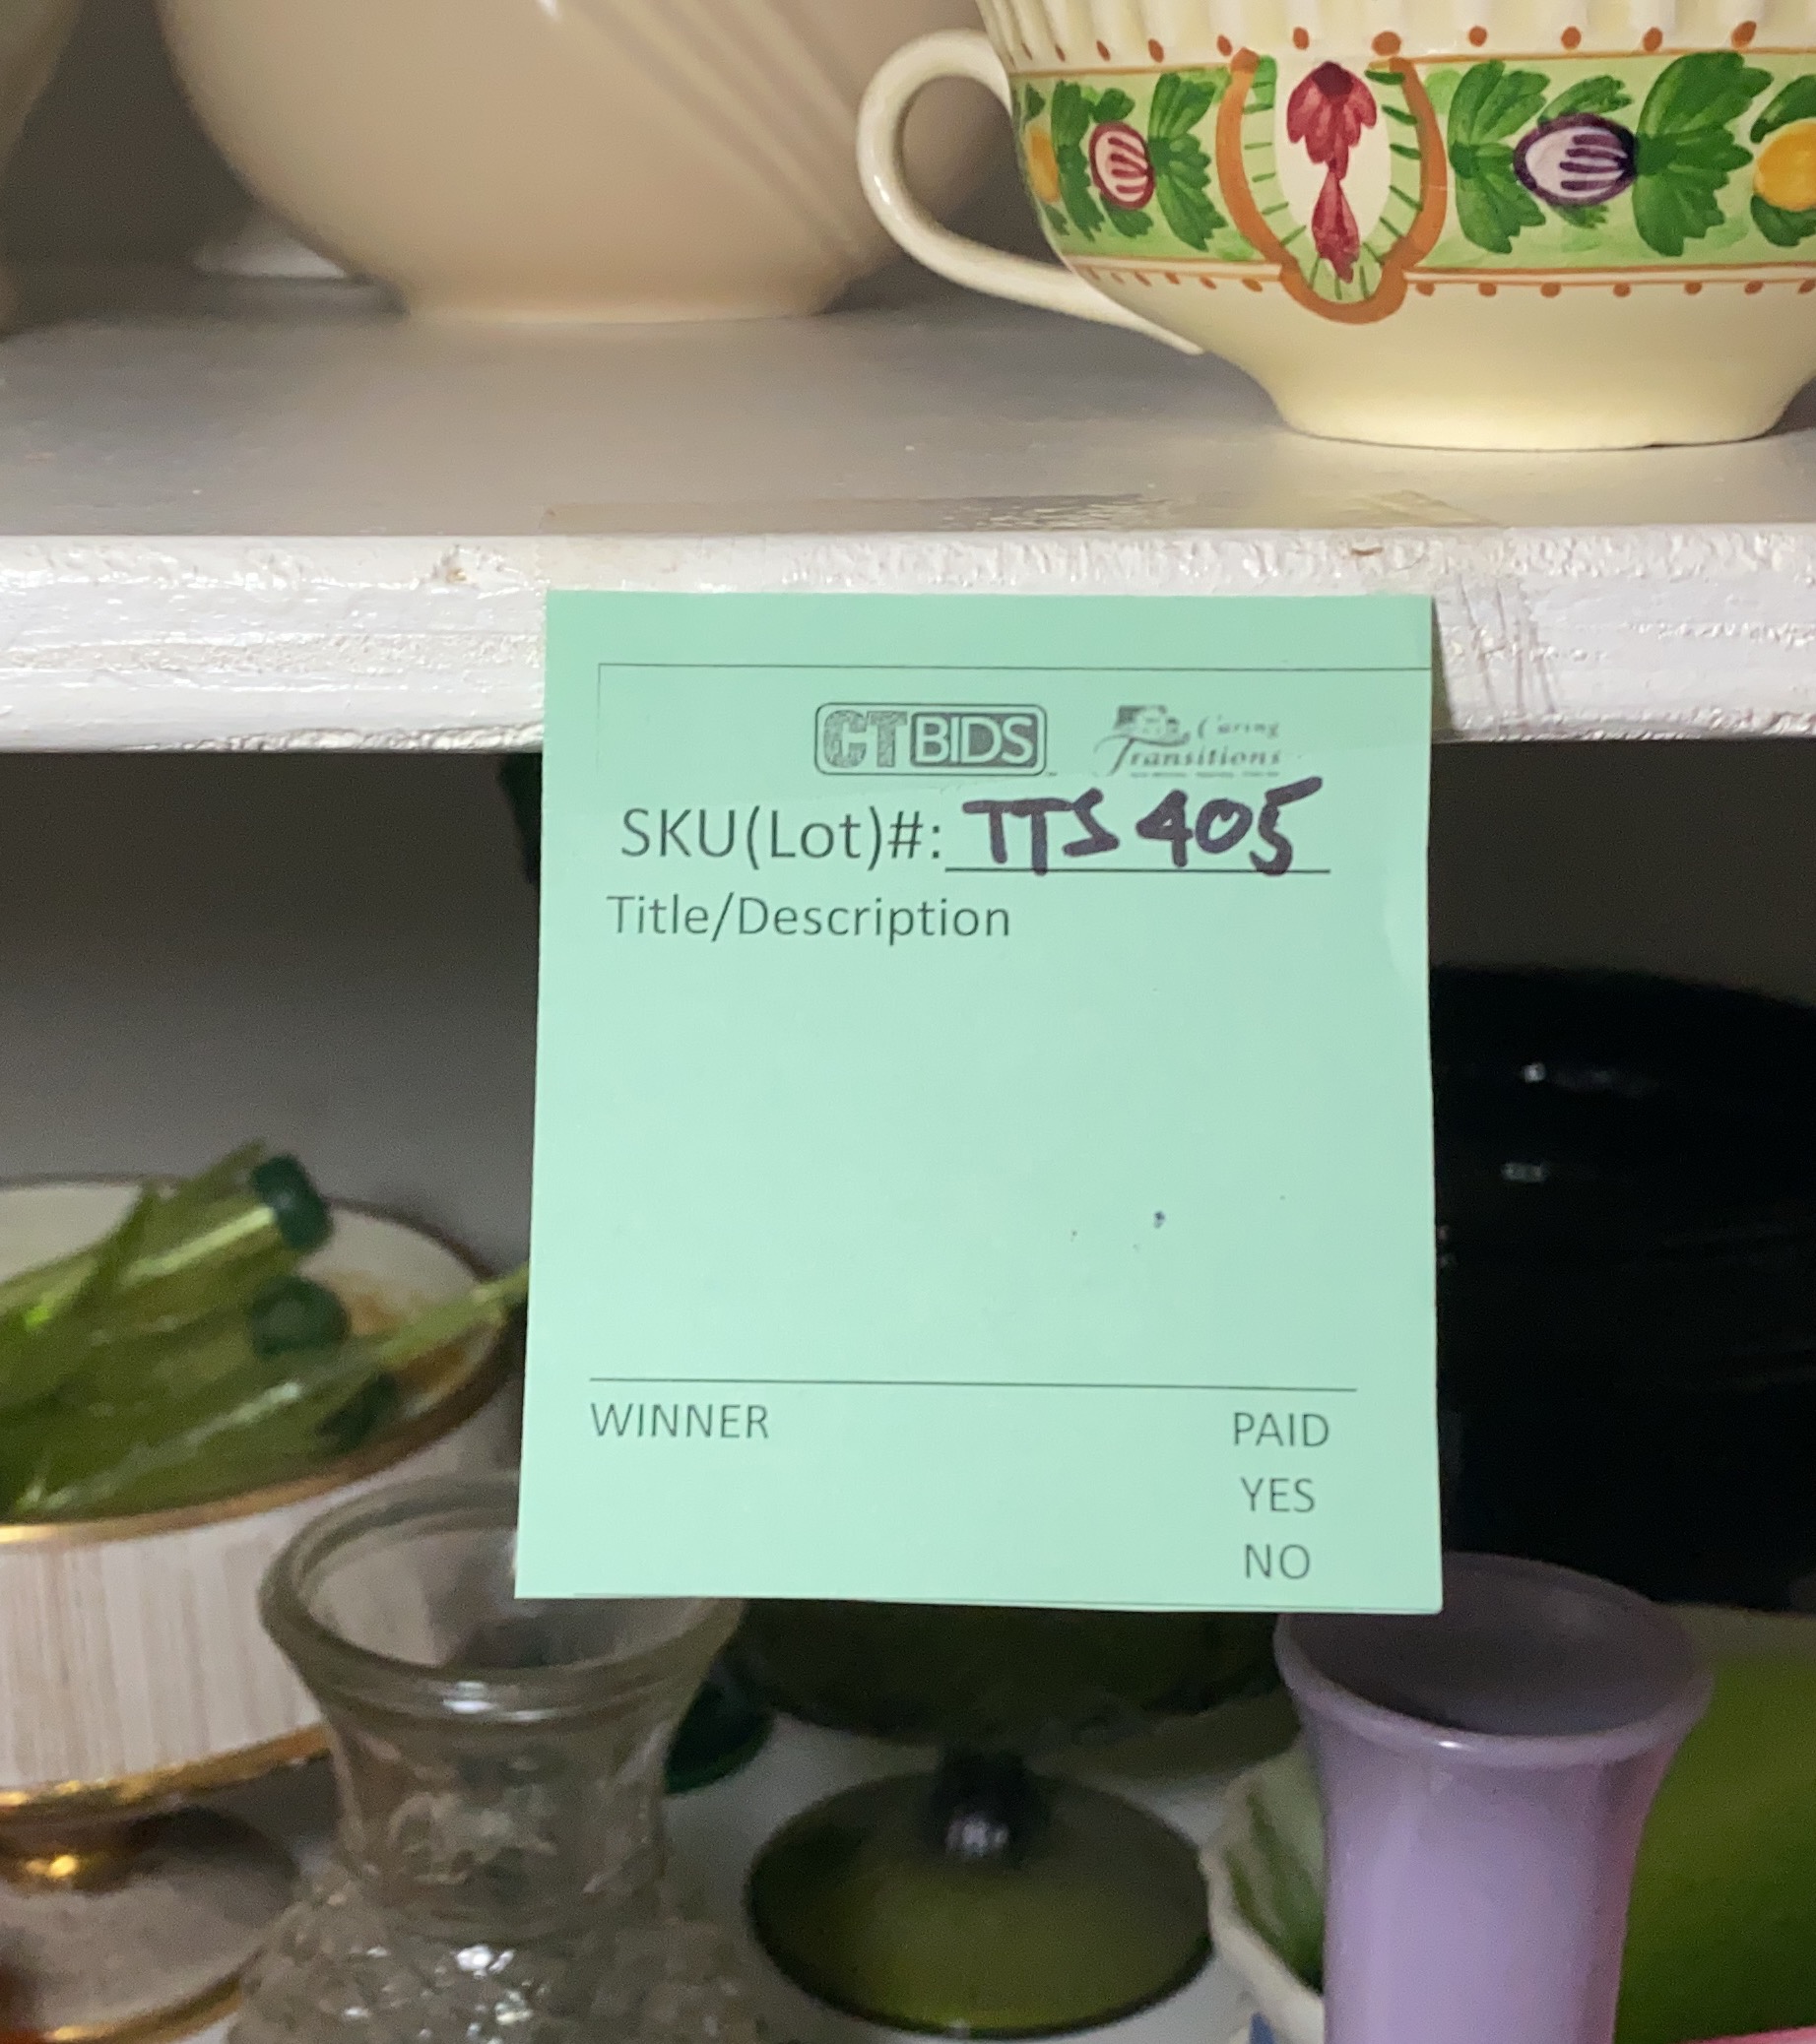 CTBIDS Caring
Transitions
SKU(Lot)#: TTS405
Title/Description
WINNER PAID
YES
NO